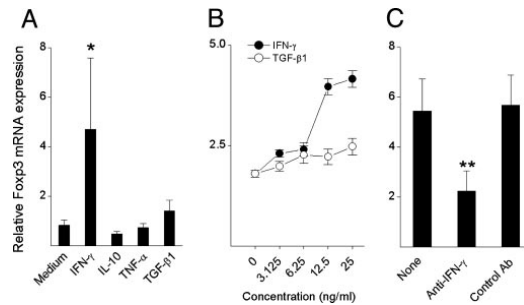 A
Relative Foxp3 mRNA expression
8
6
4
2
*
Medium
IFN-γ
IL-10
TNF-α
TGF-β1
B
IFN-γ
TGF-β1
5.0
2.5
0
3.125
6.25
12.5
25
Concentration (ng/ml)
C
8
6
4
2
**
None
Anti-IFN-γ
Control Ab